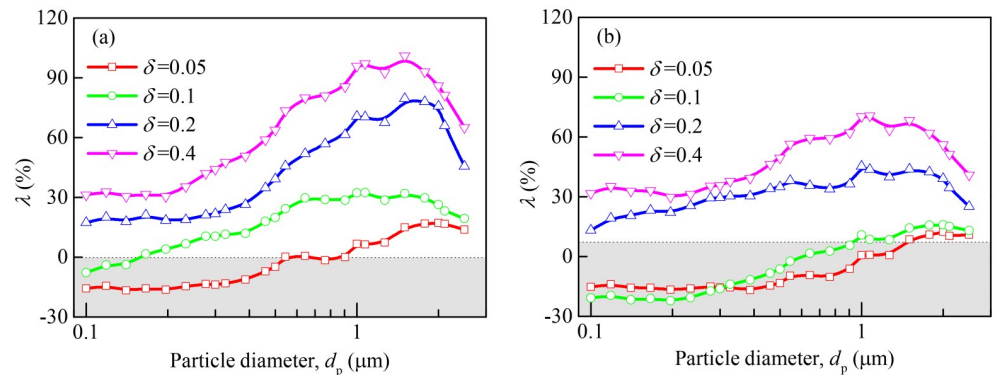 120
90
60
30
0
-30
λ (%)
(a)
δ=0.05
δ=0.1
δ=0.2
δ=0.4
0.1
1
Particle diameter, dp (μm)
120
90
60
30
0
-30
λ (%)
(b)
δ=0.05
δ=0.1
δ=0.2
δ=0.4
0.1
1
Particle diameter, dp (μm)